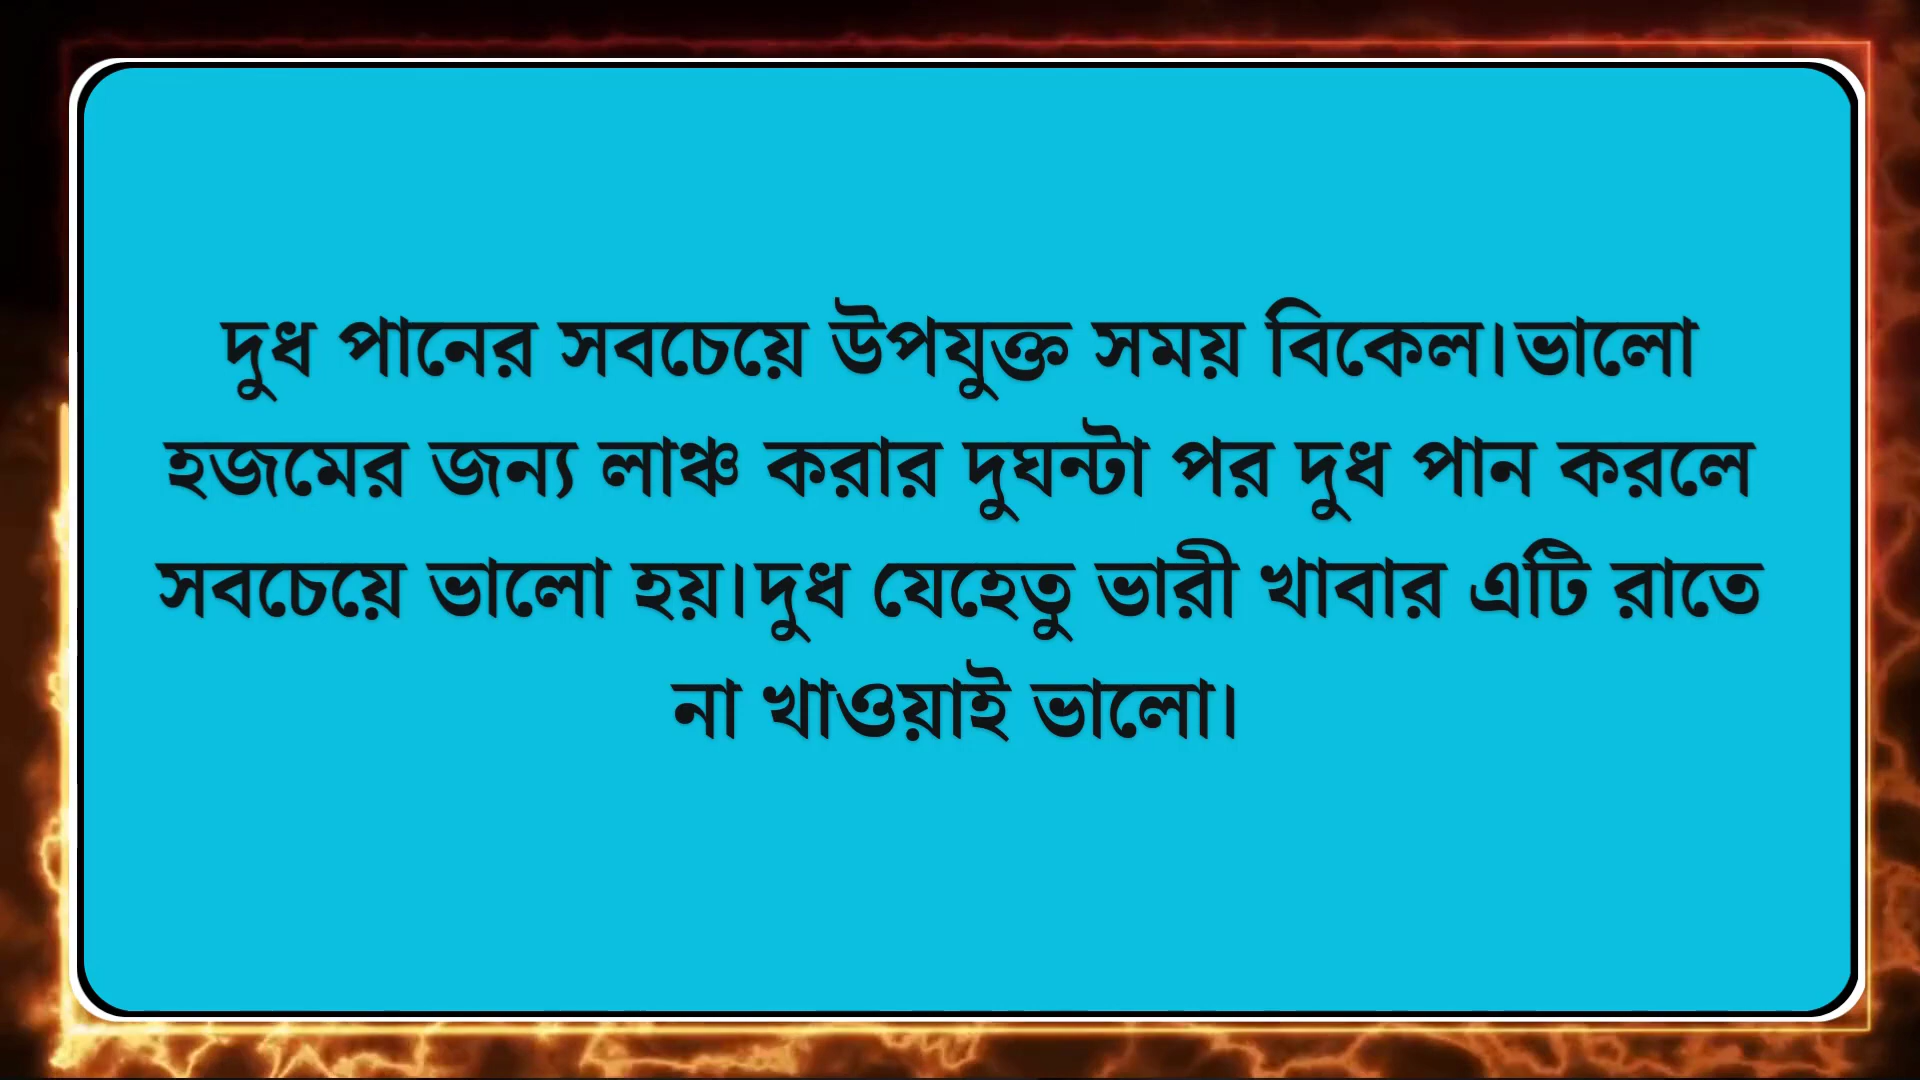 দুধ পানের সবচেয়ে উপযুক্ত সময় বিকেল।ভালো
হজমের জন্য লাঞ্চ করার দুঘন্টা পর দুধ পান করলে
সবচেয়ে ভালো হয়।দুধ যেহেতু ভারী খাবার এটি রাতে
না খাওয়াই ভালো।